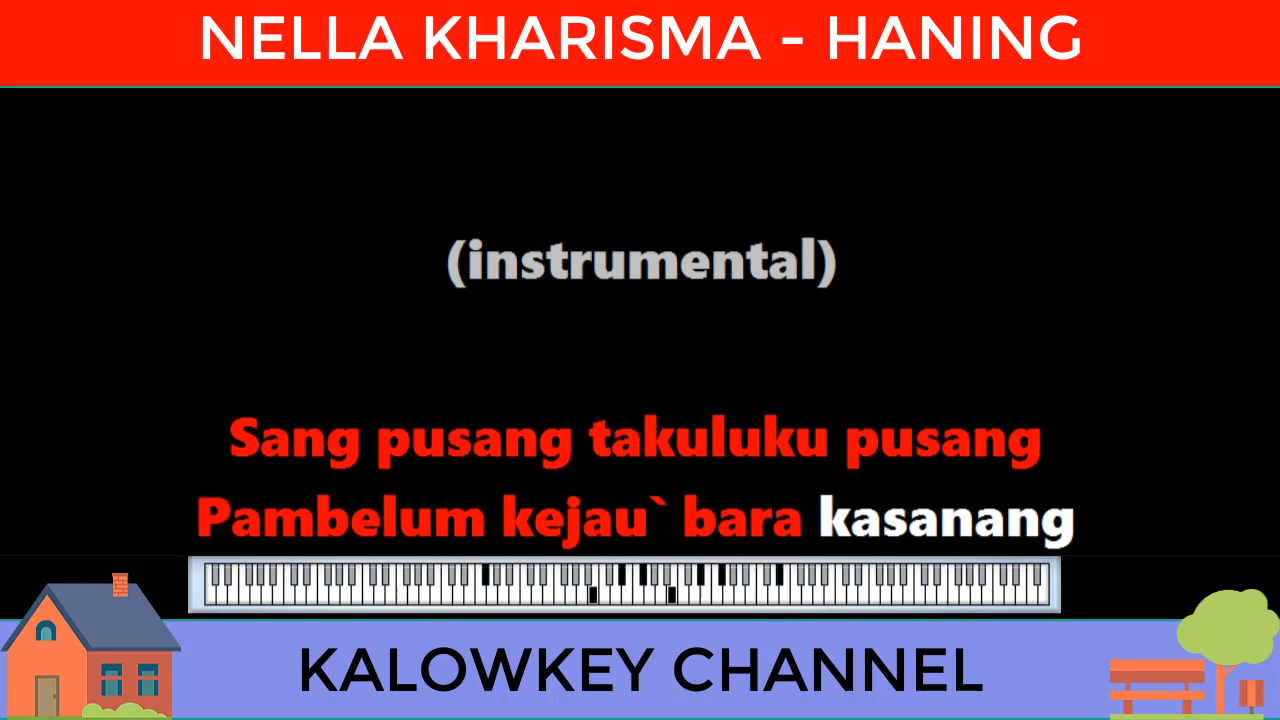 NELLA KHARISMA - HANING
(instrumental)
Sang pusang takuluku pusang
Pambelum kejau` bara kasanang
KALOWKEY CHANNEL